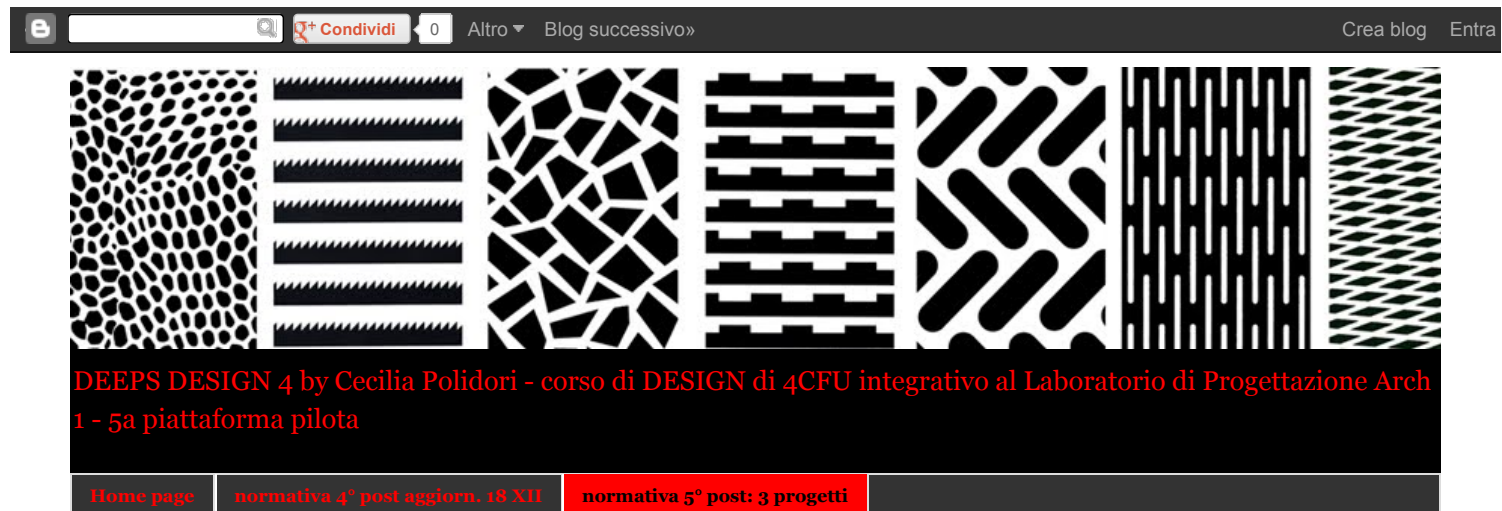 Condividi 0 Altro Blog successivo» Crea blog Entra
DEEPS DESIGN 4 by Cecilia Polidori - corso di DESIGN di 4CFU integrativo al Laboratorio di Progettazione Arch
1 - 5a piattaforma pilota
Home page normativa 4° post aggiorn. 18 XII normativa 5° post: 3 progetti